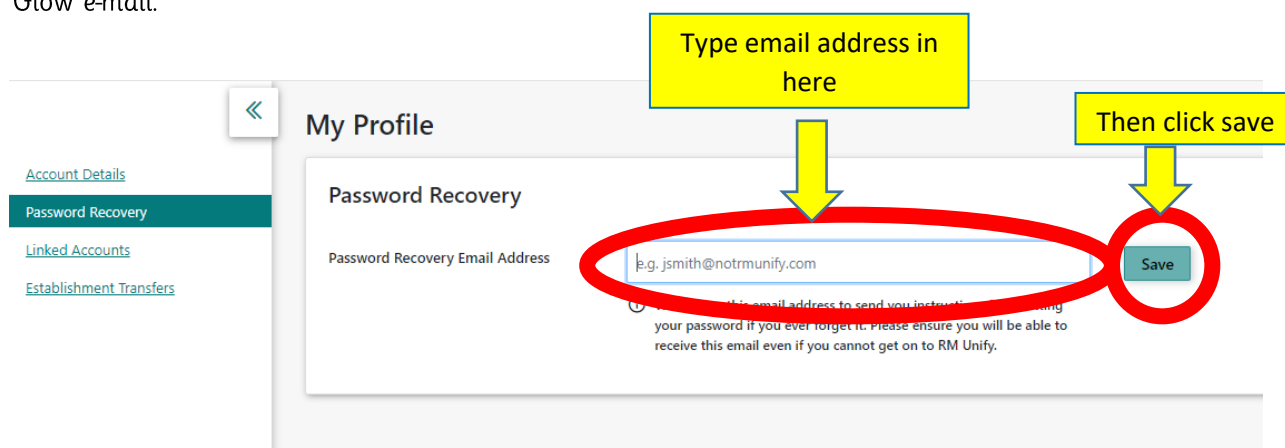 Glow e-mail.
Type email address in
here
Then click save
My Profile
Account Details
Password Recovery
Linked Accounts
Establishment Transfers
Password Recovery
Password Recovery Email Address
e.g. jsmith@notrmunify.com
Save
this email address to send you
your password if you ever forget it. Please ensure you will be able to
receive this email even if you cannot get on to RM Unify.